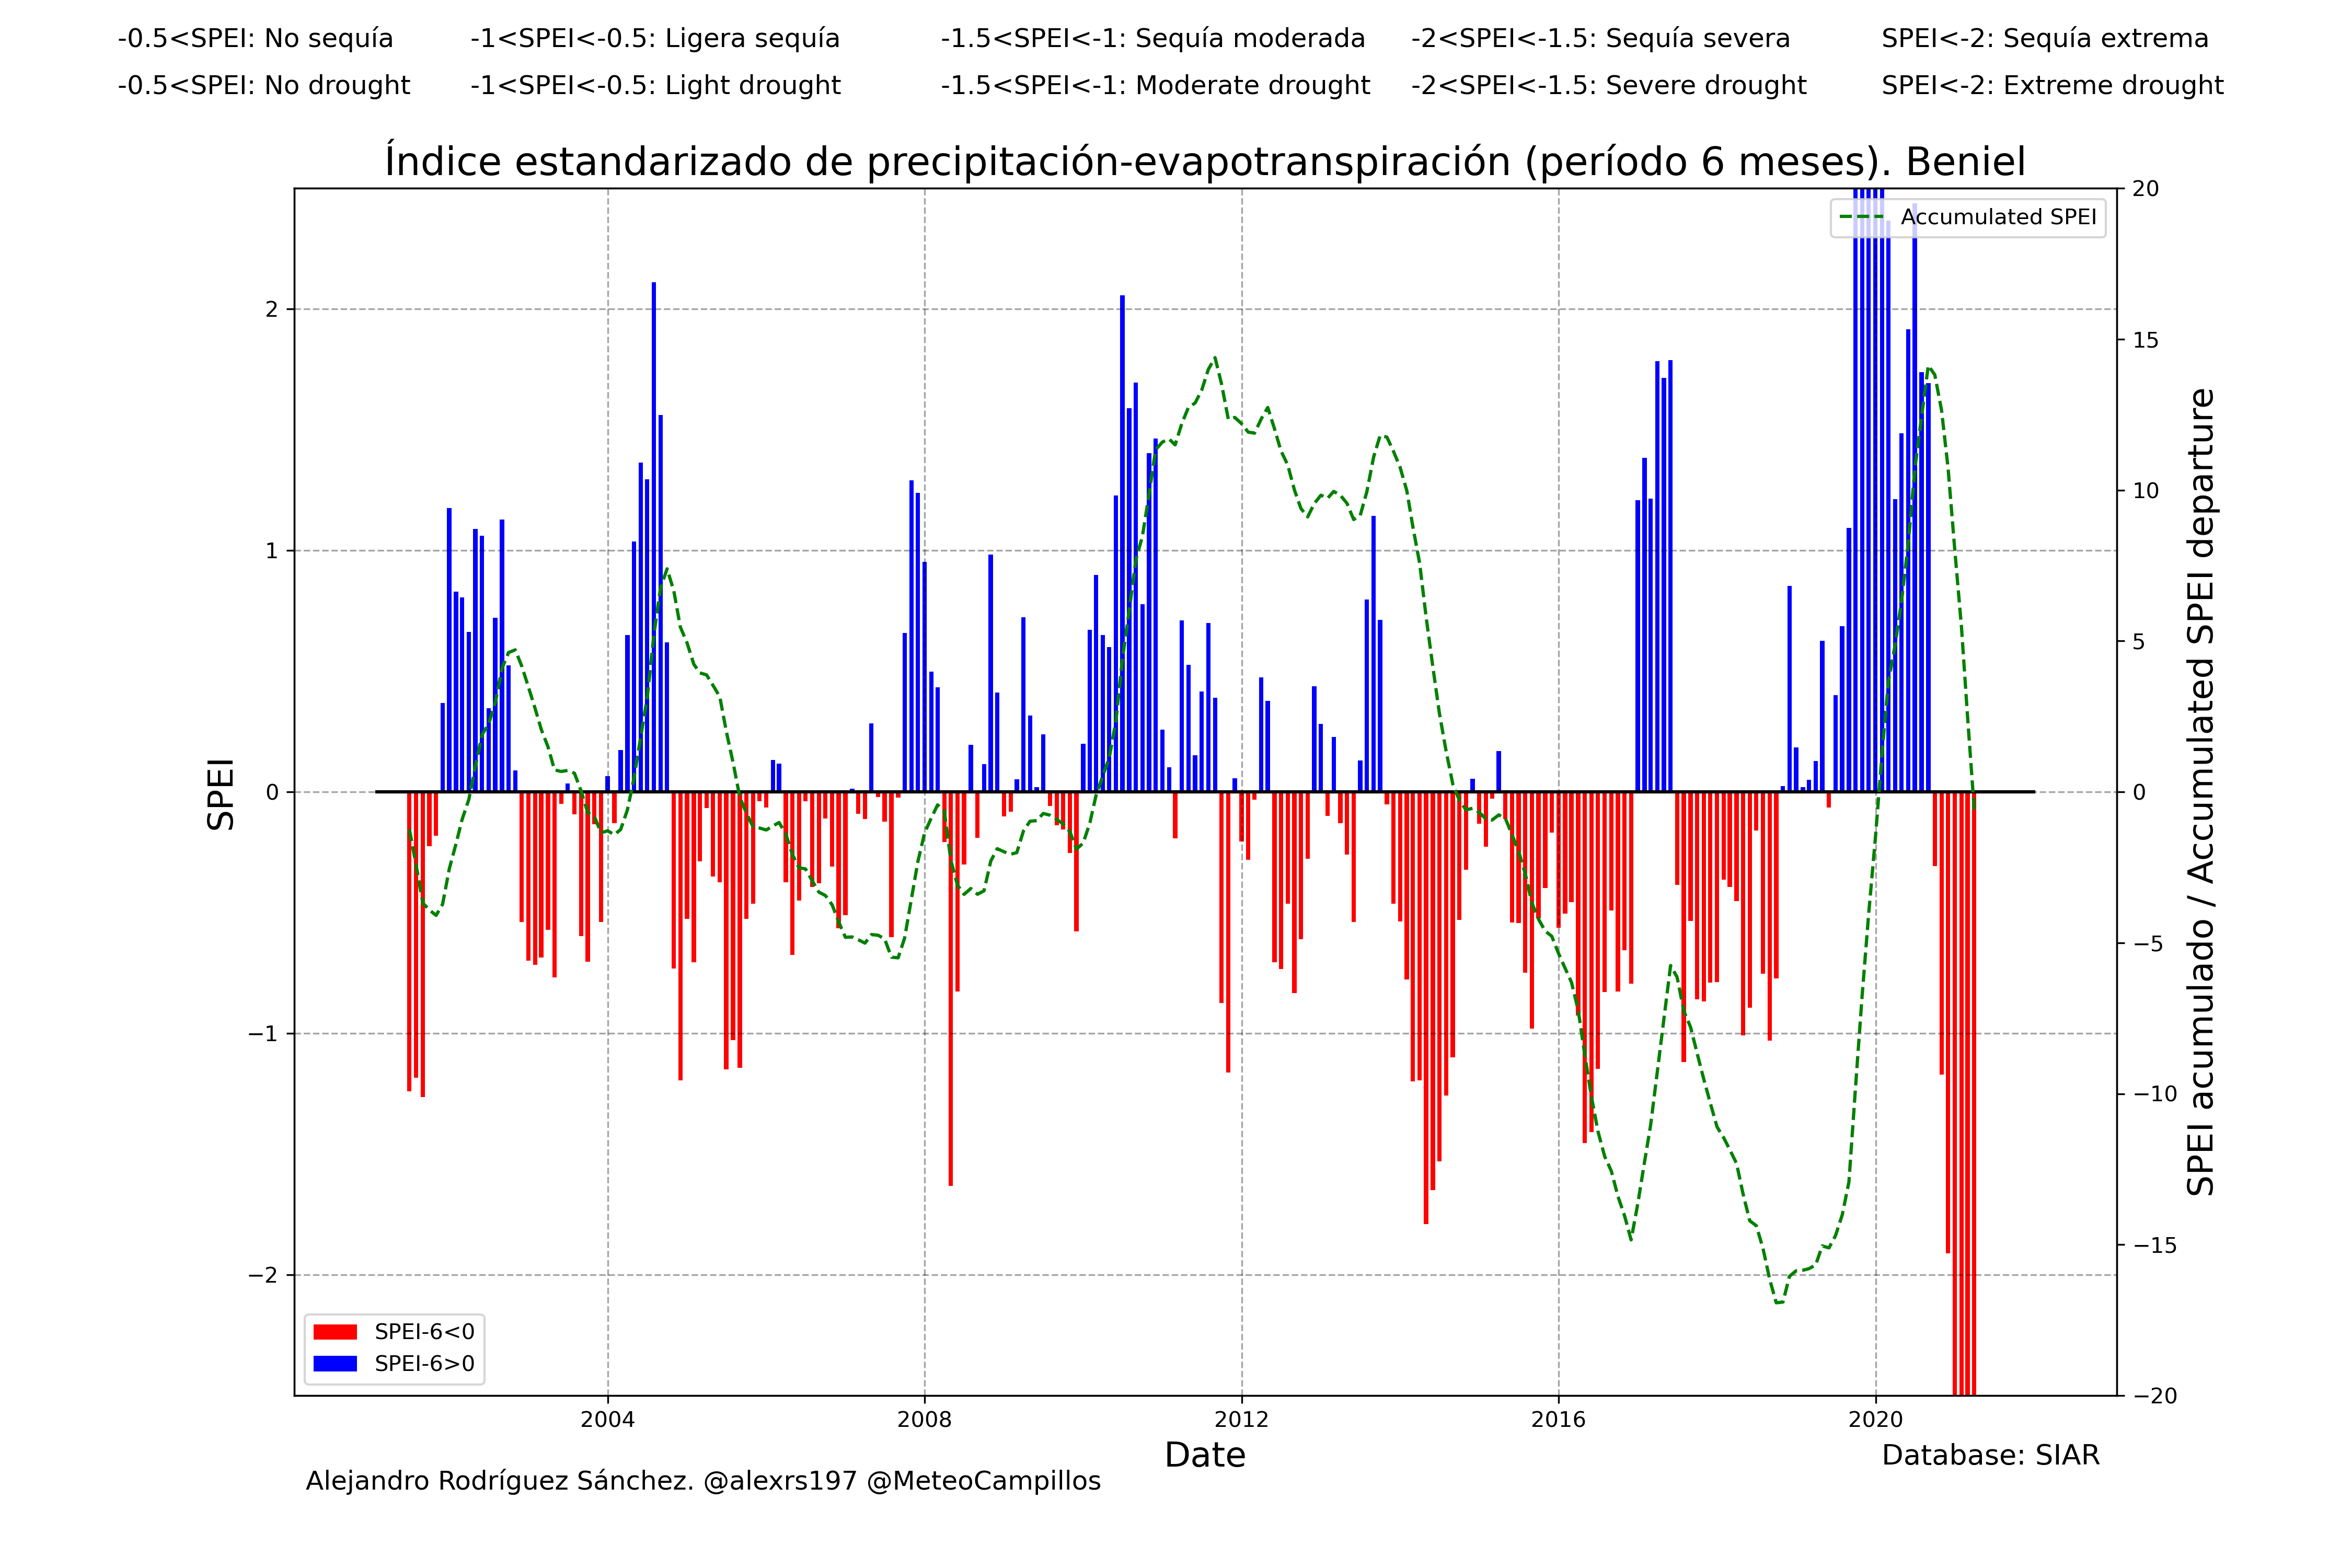 -0.5<SPEI: No sequía -1<SPEI<-0.5: Ligera sequía -1.5<SPEI<-1: Sequía moderada -2<SPEI<-1.5: Sequía severa SPEI<-2: Sequía extrema
-0.5<SPEI: No drought -1<SPEI<-0.5: Light drought -1.5<SPEI<-1: Moderate drought -2<SPEI<-1.5: Severe drought SPEI<-2: Extreme drought
Índice estandarizado de precipitación-evapotranspiración (período 6 meses). Beniel
Accumulated SPEI
2
1
0
−1
−2
SPEI
20
15
10
5
0
−5
−10
−15
−20
SPEI acumulado / Accumulated SPEI departure
SPEI-6<0
SPEI-6>0
2004 2008 2012 2016 2020
Date
Database: SIAR
Alejandro Rodríguez Sánchez. @alexrs197 @MeteoCampillos